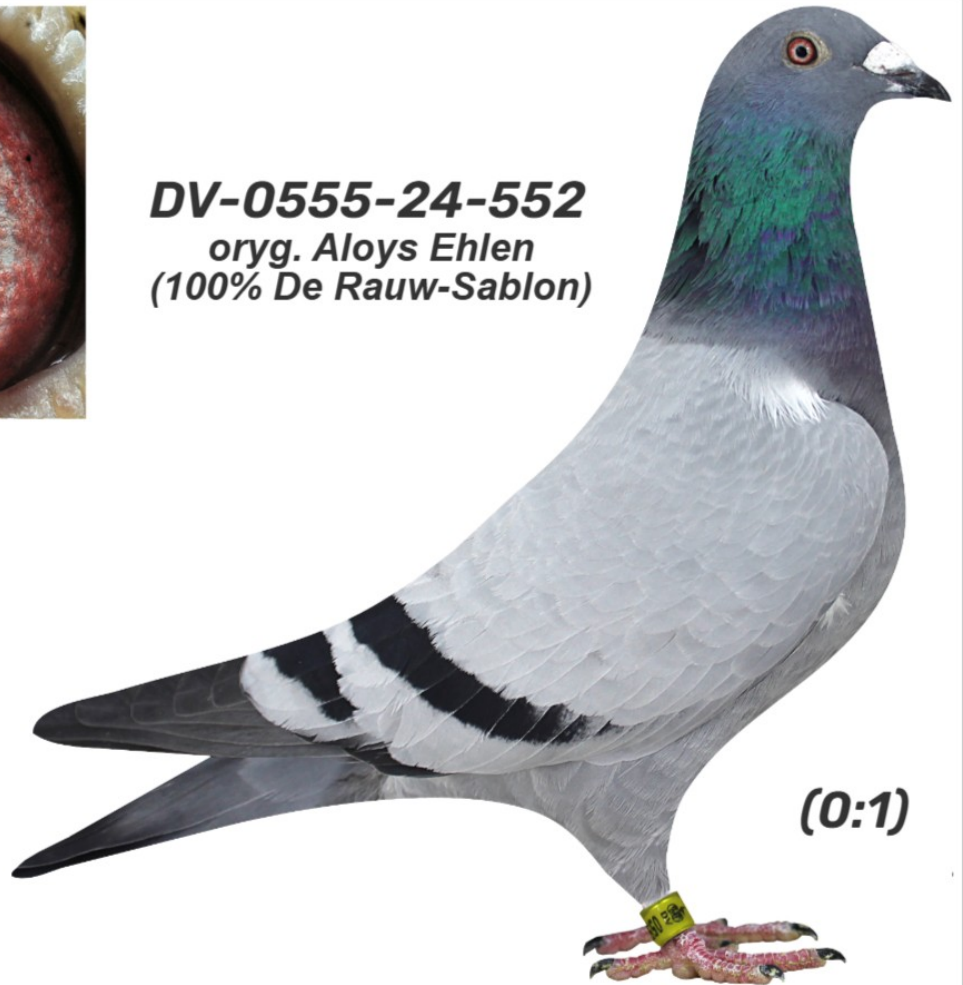 DV-0555-24-552
oryg. Aloys Ehlen
(100% De Rauw-Sablon)
(0:1)